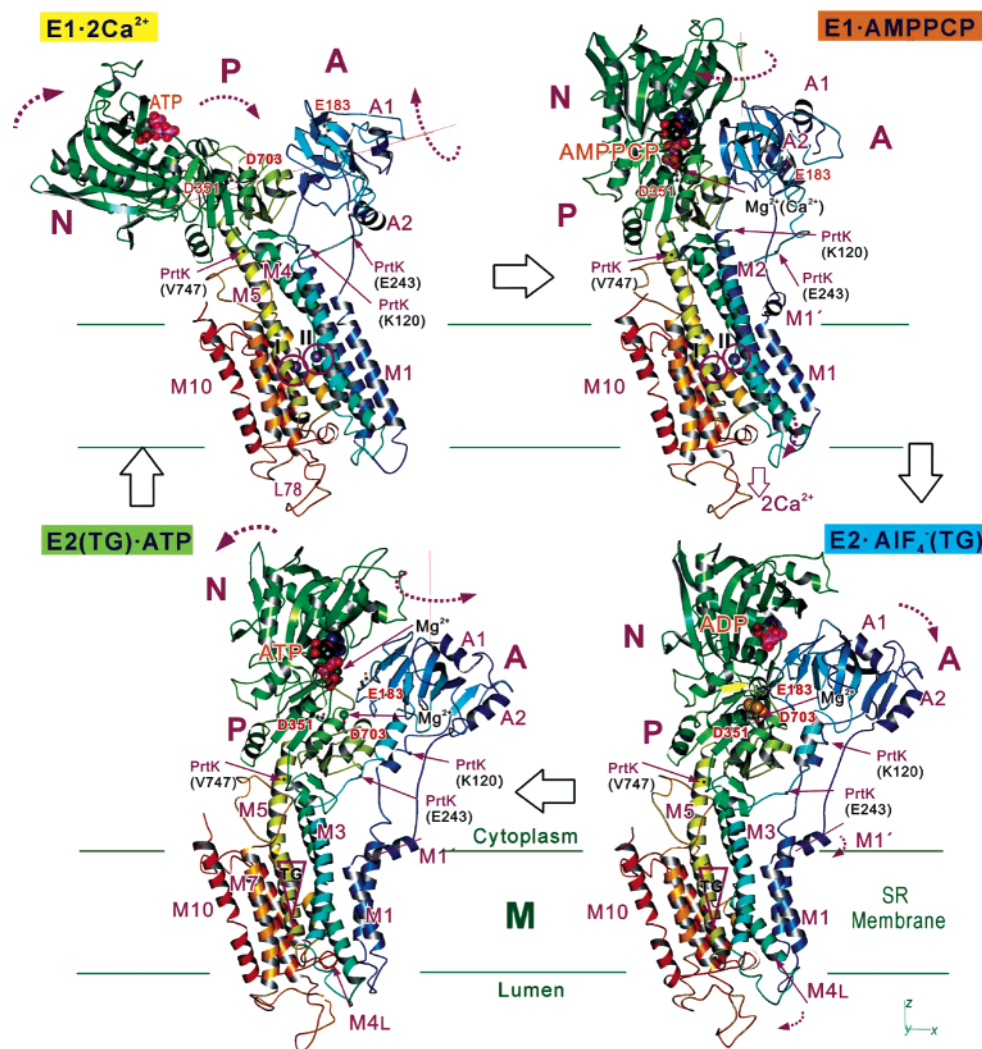 E1·2Ca²⁺
P
A
ATP
E183
A1
D703
D351
N
A2
PrtK
(V747)
M4
M5
PrtK
(E243)
PrtK
(K120)
I
II
M10
M1
L78
E1·AMPPCP
N
A1
A2
A
AMPPCP
E183
D351
Mg²⁺(Ca²⁺)
P
PrtK
(K120)
PrtK
(V747)
M2
PrtK
(E243)
M1´
I
II
M10
M1
2Ca²⁺
E2(TG)·ATP
N
Mg²⁺
A1
A
ATP
E183
A2
D351
Mg²⁺
D703
P
PrtK
(V747)
PrtK
(K120)
M5
PrtK
(E243)
M3
Cytoplasm
M1´
TG
M7
M10
M1
M
Lumen
M4L
E2·AlF₄⁻(TG)
N
ADP
A1
A
E183
Mg²⁺
A2
D703
D351
P
PrtK
(K120)
PrtK
(V747)
M5
PrtK
(E243)
M3
M1´
TG
SR
Membrane
M10
M1
M4L
z
y
x